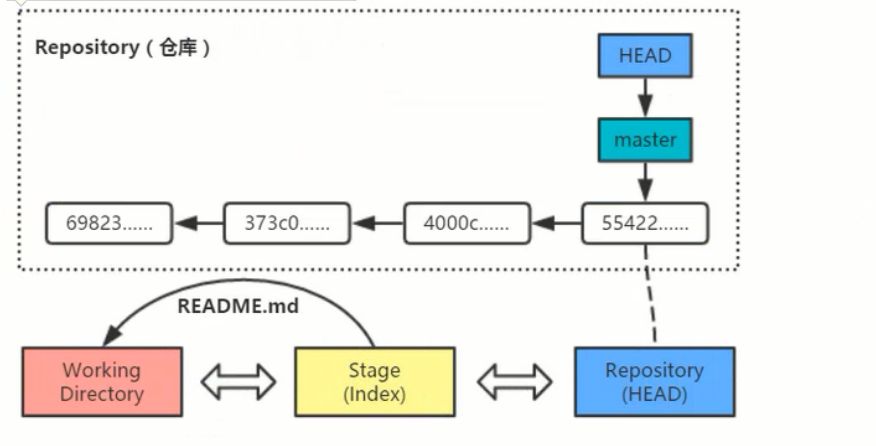 Repository（仓库）
HEAD
master
69823......
373c0......
4000c......
55422......
README.md
Working
Directory
Stage
(Index)
Repository
(HEAD)